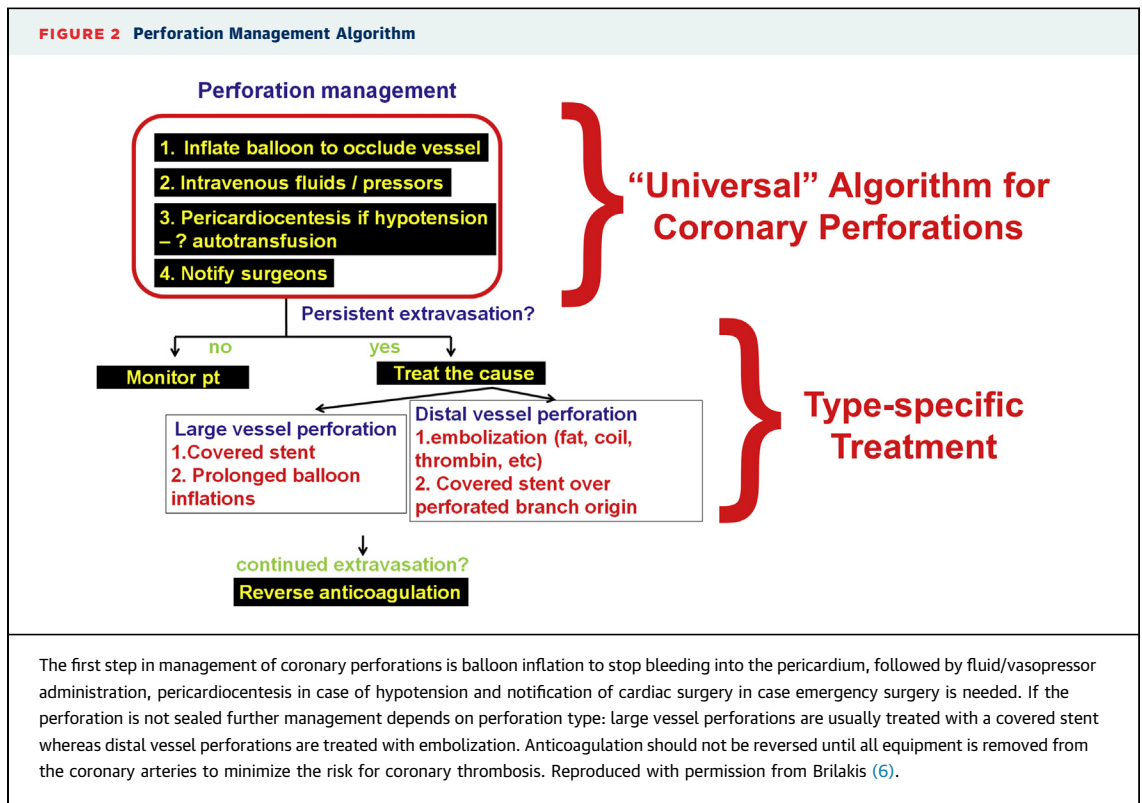 FIGURE 2 Perforation Management Algorithm
Perforation management
1. Inflate balloon to occlude vessel
2. Intravenous fluids / pressors
3. Pericardiocentesis if hypotension
– ? autotransfusion
4. Notify surgeons
“Universal” Algorithm for
Coronary Perforations
Persistent extravasation?
no
yes
Monitor pt
Treat the cause
Large vessel perforation
1.Covered stent
2. Prolonged balloon
inflations
Distal vessel perforation
1.embolization (fat, coil,
thrombin, etc)
2. Covered stent over
perforated branch origin
Type-specific
Treatment
continued extravasation?
Reverse anticoagulation
The first step in management of coronary perforations is balloon inflation to stop bleeding into the pericardium, followed by fluid/vasopressor
administration, pericardiocentesis in case of hypotension and notification of cardiac surgery in case emergency surgery is needed. If the
perforation is not sealed further management depends on perforation type: large vessel perforations are usually treated with a covered stent
whereas distal vessel perforations are treated with embolization. Anticoagulation should not be reversed until all equipment is removed from
the coronary arteries to minimize the risk for coronary thrombosis. Reproduced with permission from Brilakis (6).